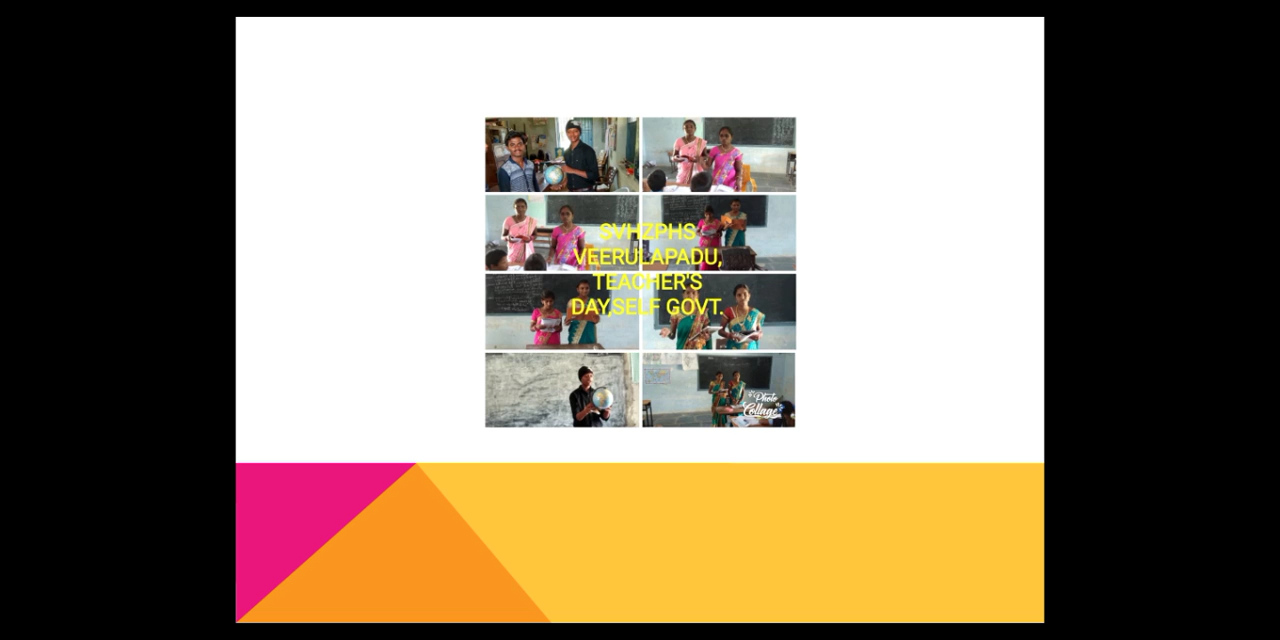 SVHZPHS
VEERULAPADU,
TEACHER'S
DAY,SELF GOVT.
Photo
Collage